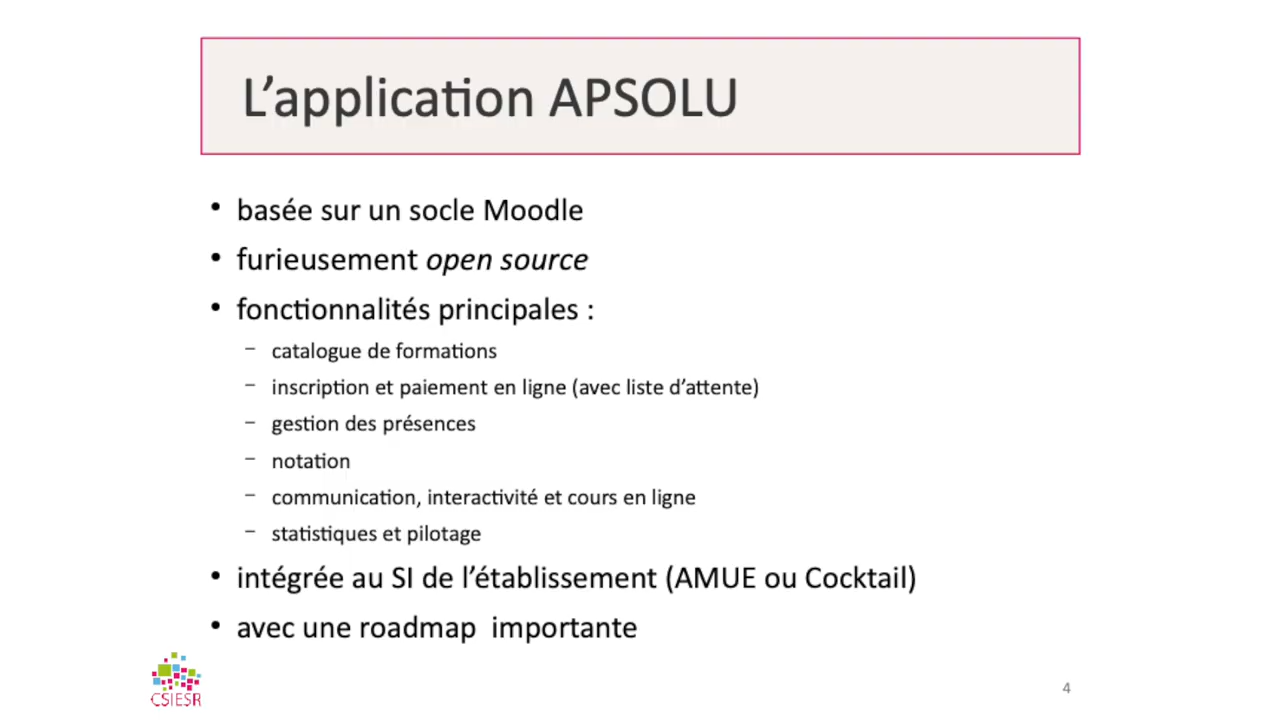 L’application APSOLU
• basée sur un socle Moodle
• furieusement open source
• fonctionnalités principales :
– catalogue de formations
– inscription et paiement en ligne (avec liste d’attente)
– gestion des présences
– notation
– communication, interactivité et cours en ligne
– statistiques et pilotage
• intégrée au SI de l’établissement (AMUE ou Cocktail)
• avec une roadmap  importante
CSIESR
4